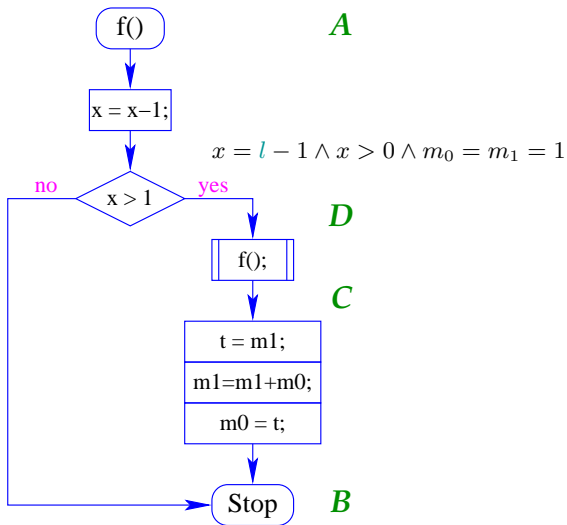 f() A
x = x–1;
x = l − 1 ∧ x > 0 ∧ m₀ = m₁ = 1
no x > 1 yes
D
f();
C
t = m1;
m1=m1+m0;
m0 = t;
Stop B